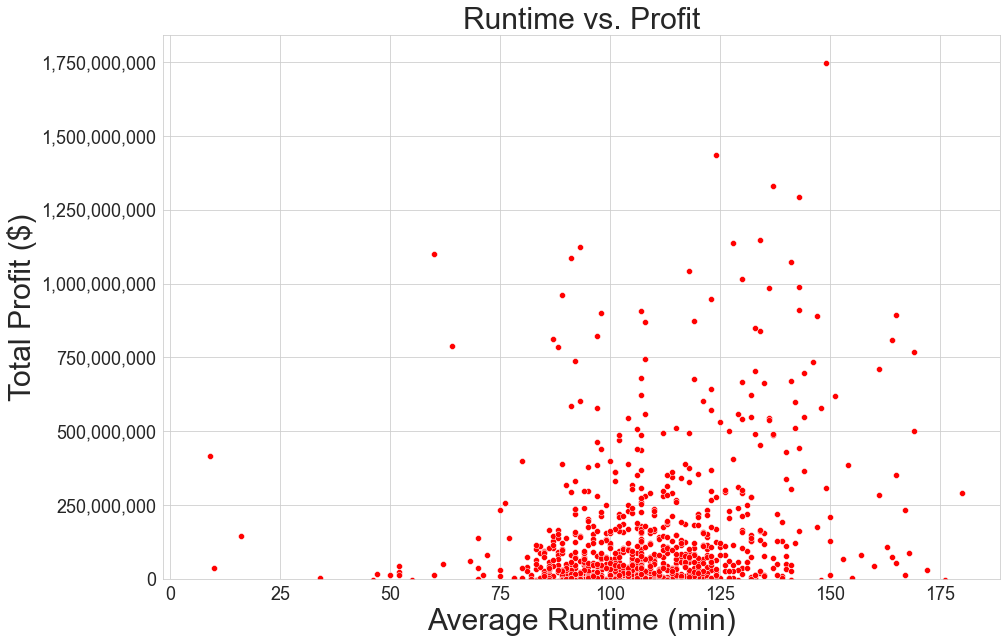 Runtime vs. Profit
Total Profit ($)
1,750,000,000
1,500,000,000
1,250,000,000
1,000,000,000
750,000,000
500,000,000
250,000,000
0
0 25 50 75 100 125 150 175
Average Runtime (min)